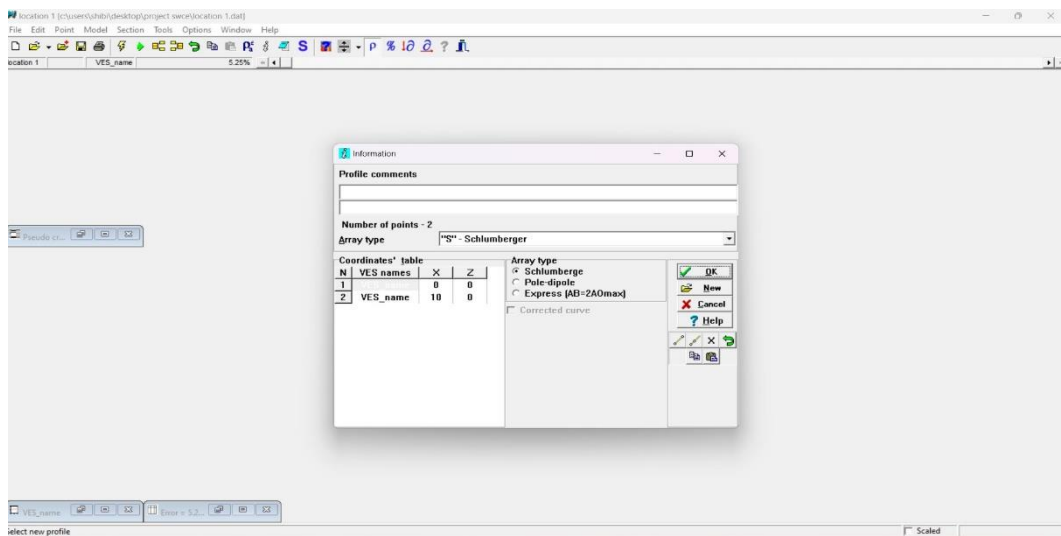 location 1 [c:\users\shibi\desktop\project swce\location 1.dat]
File Edit Point Model Section Tools Options Window Help
ocation 1 VES_name 5.25%
Information
Profile comments
Number of points - 2
Array type "S" - Schlumberger
Coordinates' table
N VES names X Z
1 VES_name 0 0
2 VES_name 10 0
Array type
Schlumberge
Pole-dipole
Express (AB=2AOmax)
Corrected curve
OK
New
Cancel
Help
Pseudo cr...
VES_name
Error = 5.2...
Select new profile
Scaled